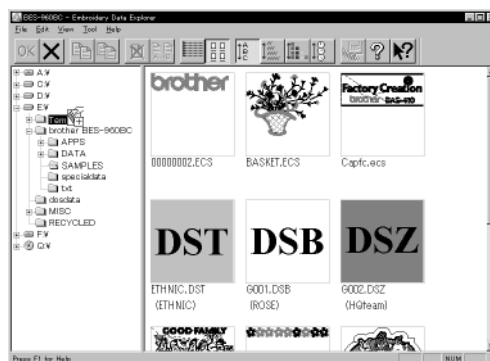 BES-960BC - Embroidery Data Explorer
File Edit View Tool Help
OK
A:¥
C:¥
D:¥
E:¥
Tem
brother BES-960BC
APPS
DATA
SAMPLES
specialdata
txt
dosdata
MISC
RECYCLED
F:¥
Q:¥
brother
00000002.ECS
BASKET.ECS
Factory Creation
brother BAS-410
Capfc.ecs
DST
ETHNIC.DST
(ETHNIC)
DSB
G001.DSB
(ROSE)
DSZ
G002.DSZ
(HQteam)
GOOD FAMILY
Press F1 for Help
NUM